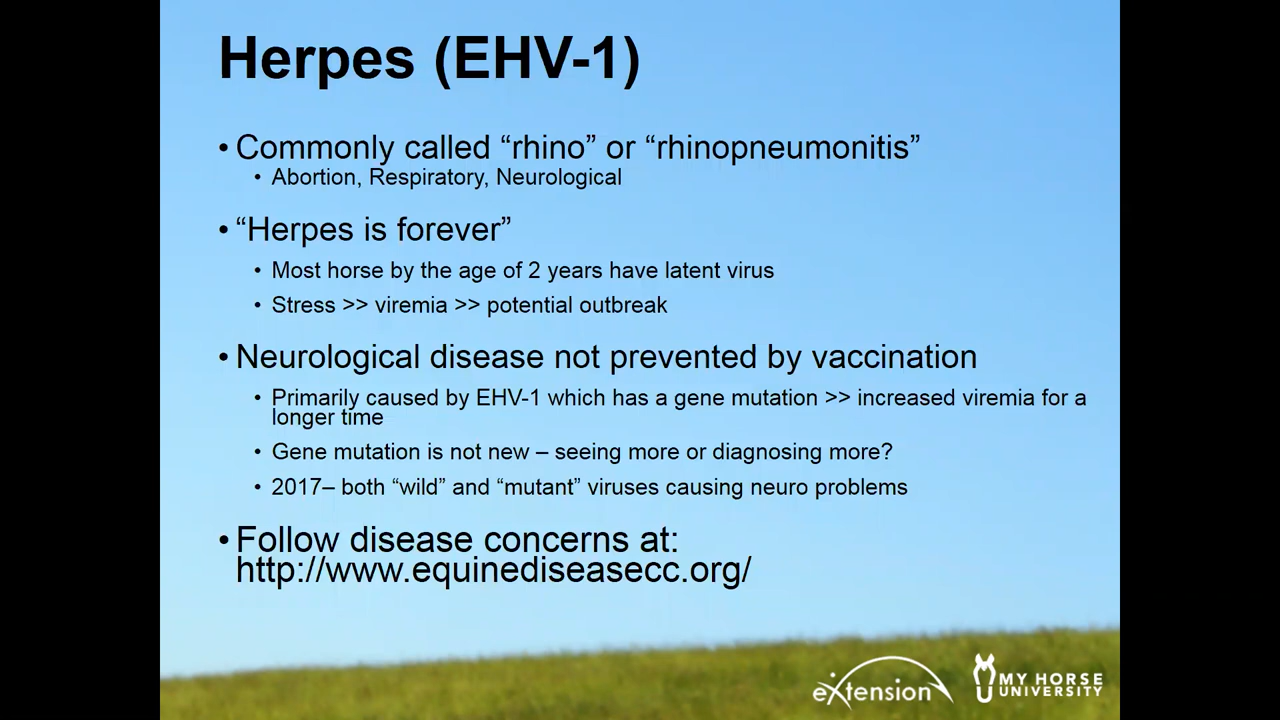 Herpes (EHV-1)
• Commonly called “rhino” or “rhinopneumonitis”
• Abortion, Respiratory, Neurological
• “Herpes is forever”
• Most horse by the age of 2 years have latent virus
• Stress >> viremia >> potential outbreak
• Neurological disease not prevented by vaccination
• Primarily caused by EHV-1 which has a gene mutation >> increased viremia for a
longer time
• Gene mutation is not new – seeing more or diagnosing more?
• 2017– both “wild” and “mutant” viruses causing neuro problems
• Follow disease concerns at:
http://www.equinediseasecc.org/
eXtension
MY HORSE
UNIVERSITY